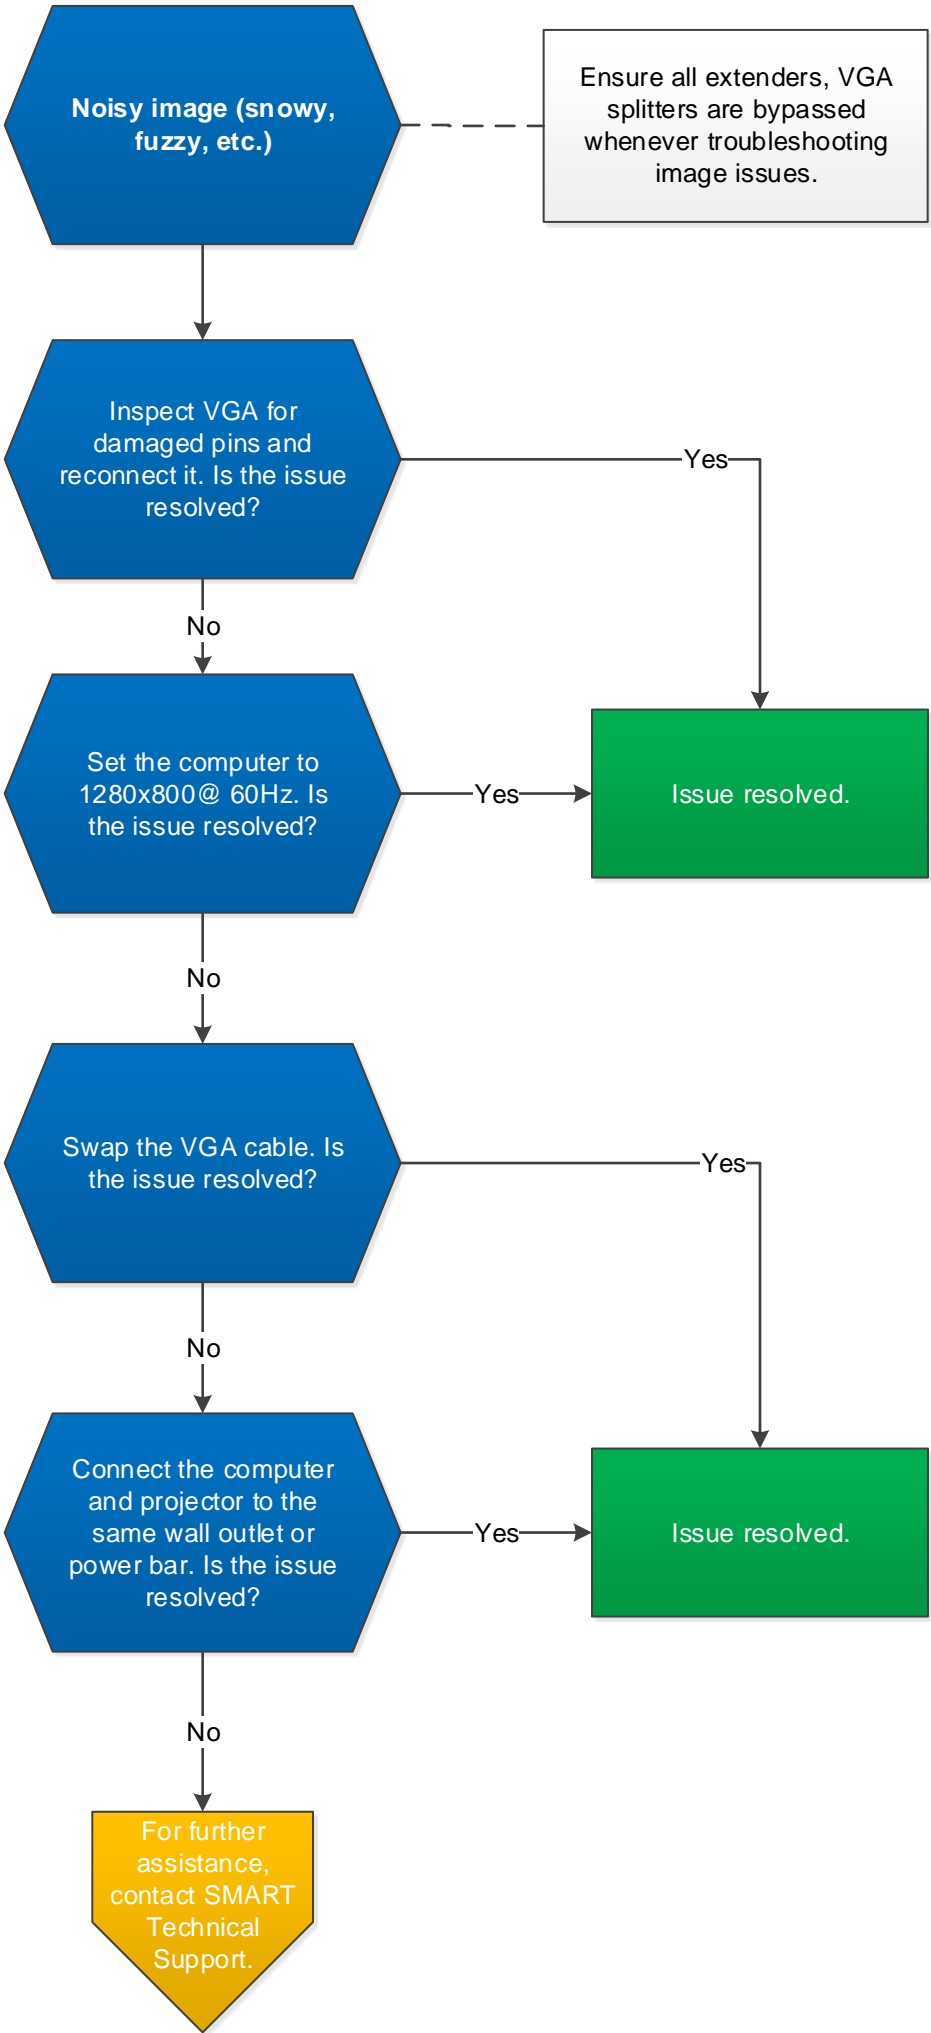 Noisy image (snowy,
fuzzy, etc.)
Ensure all extenders, VGA
splitters are bypassed
whenever troubleshooting
image issues.
Inspect VGA for
damaged pins and
reconnect it. Is the issue
resolved?
Yes
No
Set the computer to
1280x800@ 60Hz. Is
the issue resolved?
Yes
Issue resolved.
No
Swap the VGA cable. Is
the issue resolved?
Yes
No
Connect the computer
and projector to the
same wall outlet or
power bar. Is the issue
resolved?
Yes
Issue resolved.
No
For further
assistance,
contact SMART
Technical
Support.